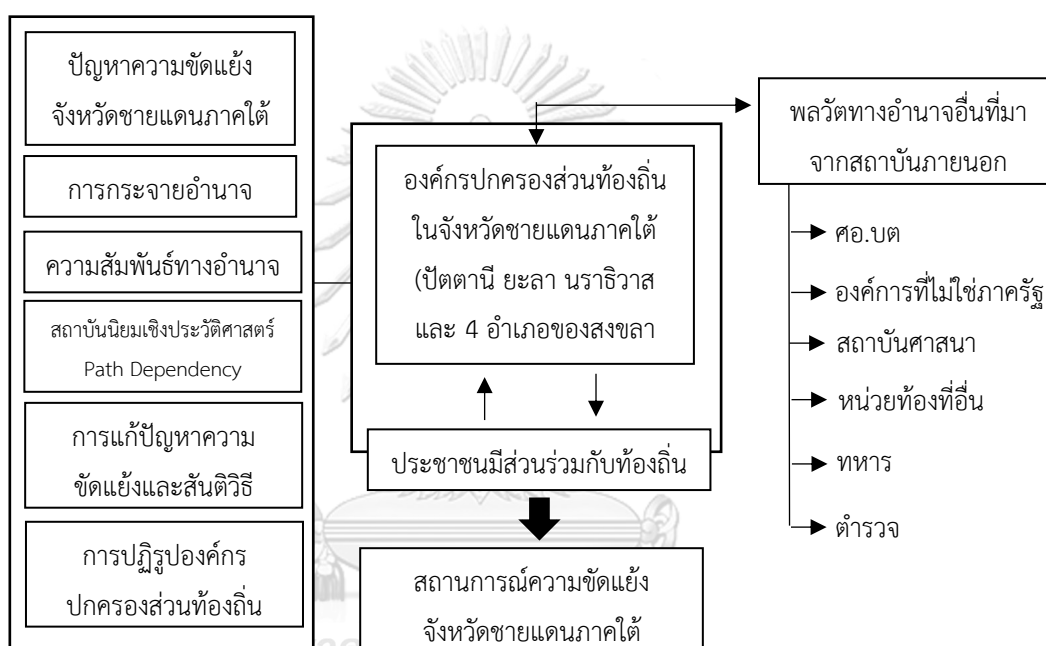 ปัญหาความขัดแย้ง
จังหวัดชายแดนภาคใต้
การกระจายอำนาจ
ความสัมพันธ์ทางอำนาจ
สถาบันนิยมเชิงประวัติศาสตร์
Path Dependency
การแก้ปัญหาความ
ขัดแย้งและสันติวิธี
การปฏิรูปองค์กร
ปกครองส่วนท้องถิ่น
องค์กรปกครองส่วนท้องถิ่น
ในจังหวัดชายแดนภาคใต้
(ปัตตานี ยะลา นราธิวาส
และ 4 อำเภอของสงขลา
ประชาชนมีส่วนร่วมกับท้องถิ่น
สถานการณ์ความขัดแย้ง
จังหวัดชายแดนภาคใต้
พลวัตทางอำนาจอื่นที่มา
จากสถาบันภายนอก
ศอ.บต
องค์การที่ไม่ใช่ภาครัฐ
สถาบันศาสนา
หน่วยท้องที่อื่น
ทหาร
ตำรวจ